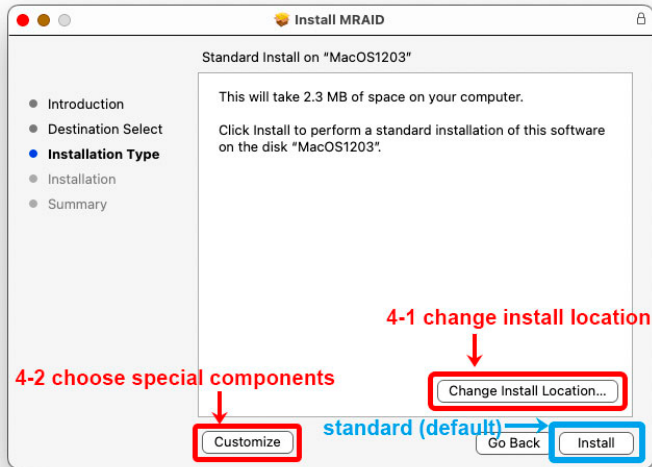 Install MRAID
Standard Install on “MacOS1203”
Introduction
Destination Select
Installation Type
Installation
Summary
This will take 2.3 MB of space on your computer.
Click Install to perform a standard installation of this software
on the disk “MacOS1203”.
4-1 change install location
Change Install Location...
4-2 choose special components
Customize
standard (default)
Go Back
Install